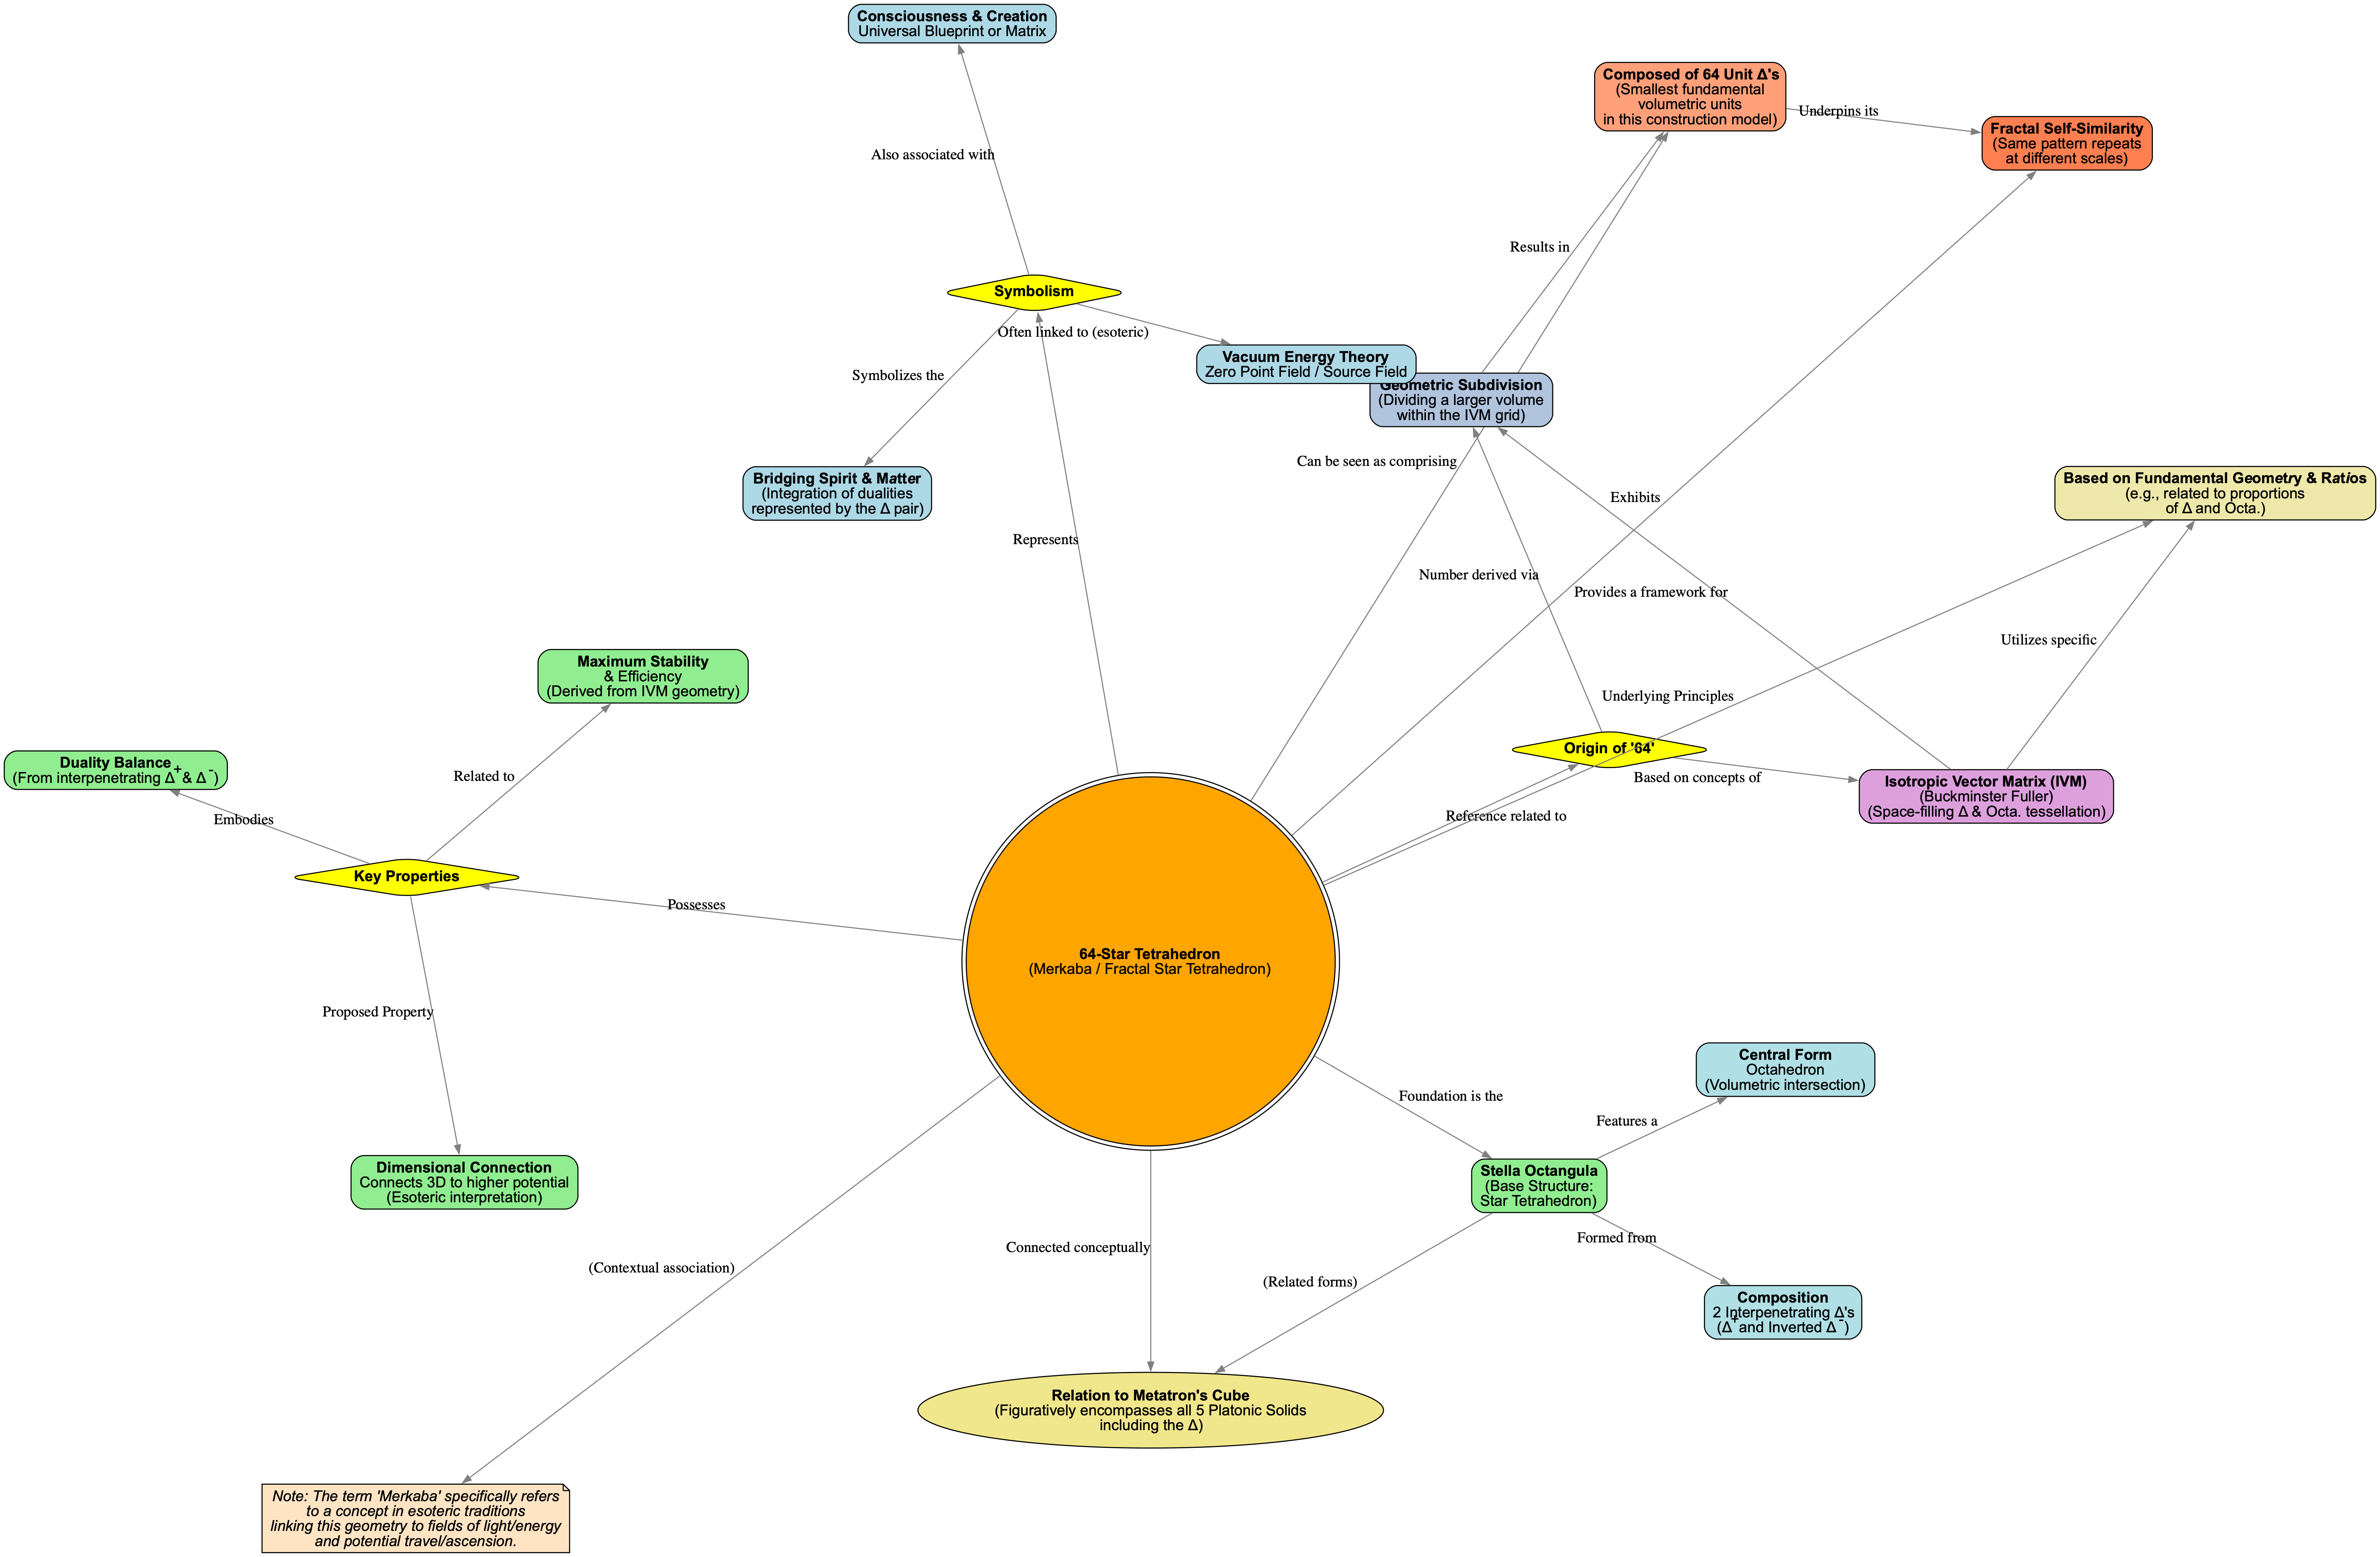 Consciousness & Creation
Universal Blueprint or Matrix
Composed of 64 Unit Δ's
(Smallest fundamental
volumetric units
in this construction model)
Underpins its
Fractal Self-Similarity
(Same pattern repeats
at different scales)
Also associated with
Results in
Symbolism
Often linked to (esoteric)
Vacuum Energy Theory
Zero Point Field / Source Field
Symbolizes the
Geometric Subdivision
(Dividing a larger volume
within the IVM grid)
Can be seen as comprising
Bridging Spirit & Matter
(Integration of dualities
represented by the Δ pair)
Exhibits
Based on Fundamental Geometry & Ratios
(e.g., related to proportions
of Δ and Octa.)
Represents
Number derived via
Provides a framework for
Utilizes specific
Maximum Stability
& Efficiency
(Derived from IVM geometry)
Underlying Principles
Origin of '64'
Duality Balance
(From interpenetrating Δ+ & Δ-)
Related to
Based on concepts of
Isotropic Vector Matrix (IVM)
(Buckminster Fuller)
(Space-filling Δ & Octa. tessellation)
Embodies
Reference related to
Key Properties
Possesses
64-Star Tetrahedron
(Merkaba / Fractal Star Tetrahedron)
Proposed Property
Central Form
Octahedron
(Volumetric intersection)
Foundation is the
Features a
Dimensional Connection
Connects 3D to higher potential
(Esoteric interpretation)
Stella Octangula
(Base Structure:
Star Tetrahedron)
Formed from
Connected conceptually
(Contextual association)
(Related forms)
Composition
2 Interpenetrating Δ's
(Δ+ and Inverted Δ-)
Relation to Metatron's Cube
(Figuratively encompasses all 5 Platonic Solids
including the Δ)
Note: The term 'Merkaba' specifically refers
to a concept in esoteric traditions
linking this geometry to fields of light/energy
and potential travel/ascension.